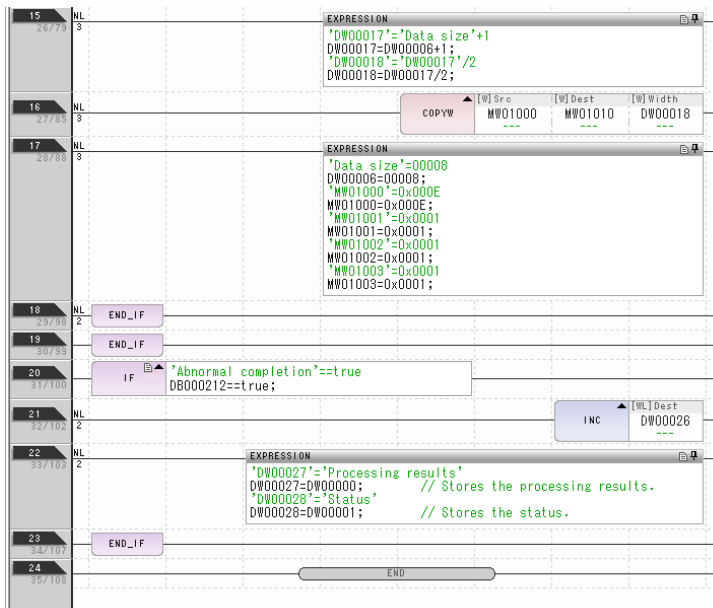 15 NL EXPRESSION
26/79 3
'DW00017'='Data size'+1
DW00017=DW00006+1;
'DW00018'='DW00017'/2
DW00018=DW00017/2;
16 NL [W]Src [W]Dest [W]Width
27/85 3 COPYW MW01000 MW01010 DW00018
--- --- ---
17 NL EXPRESSION
28/88 3
'Data size'=00008
DW00006=00008;
'MW01000'=0x000E
MW01000=0x000E;
'MW01001'=0x0001
MW01001=0x0001;
'MW01002'=0x0001
MW01002=0x0001;
'MW01003'=0x0001
MW01003=0x0001;
18 NL END_IF
29/98 2
19 END_IF
30/99
20 IF 'Abnormal completion'==true
31/100 DB000212==true;
21 NL INC [WL]Dest
32/102 2 DW00026
---
22 NL EXPRESSION
33/103 2
'DW00027'='Processing results'
DW00027=DW00000; // Stores the processing results.
'DW00028'='Status'
DW00028=DW00001; // Stores the status.
23 END_IF
34/107
24 END
35/108